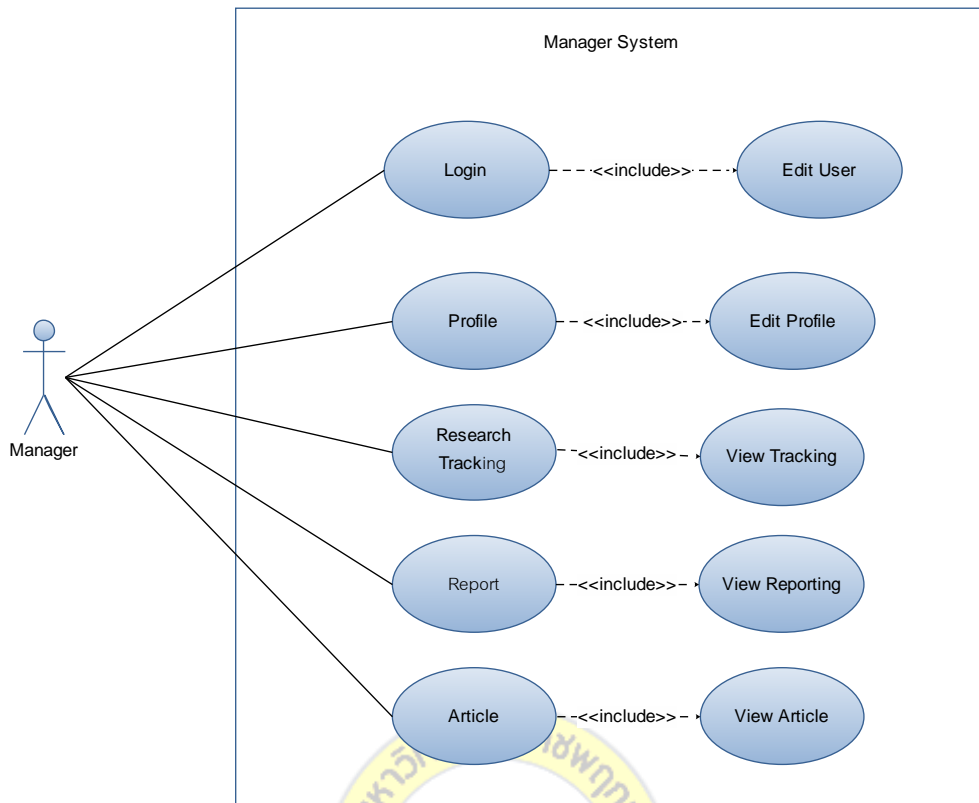 Manager System
Login
<<include>>
Edit User
Profile
<<include>>
Edit Profile
Manager
Research
Tracking
<<include>>
View Tracking
Report
<<include>>
View Reporting
Article
<<include>>
View Article